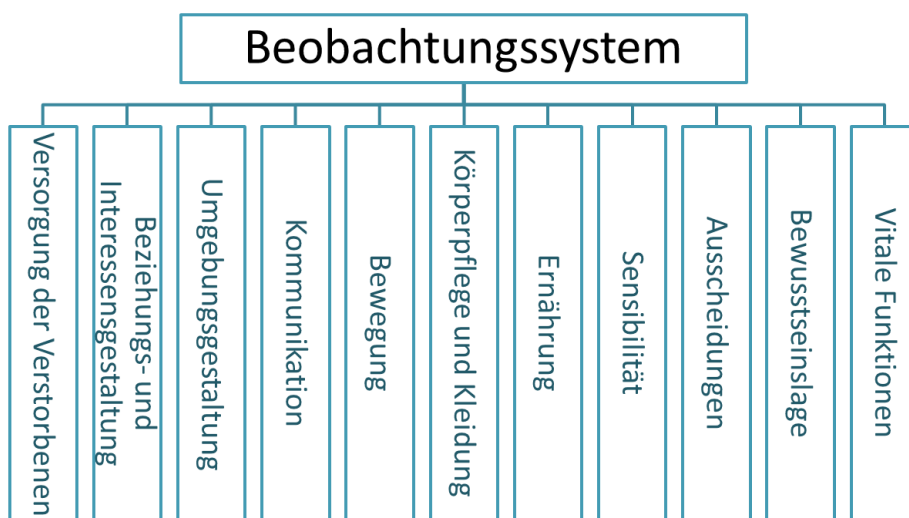 Beobachtungssystem
Versorgung der Verstorbenen
Beziehungs- und
Interessensgestaltung
Umgebungsgestaltung
Kommunikation
Bewegung
Körperpflege und Kleidung
Ernährung
Sensibilität
Ausscheidungen
Bewusstseinslage
Vitale Funktionen